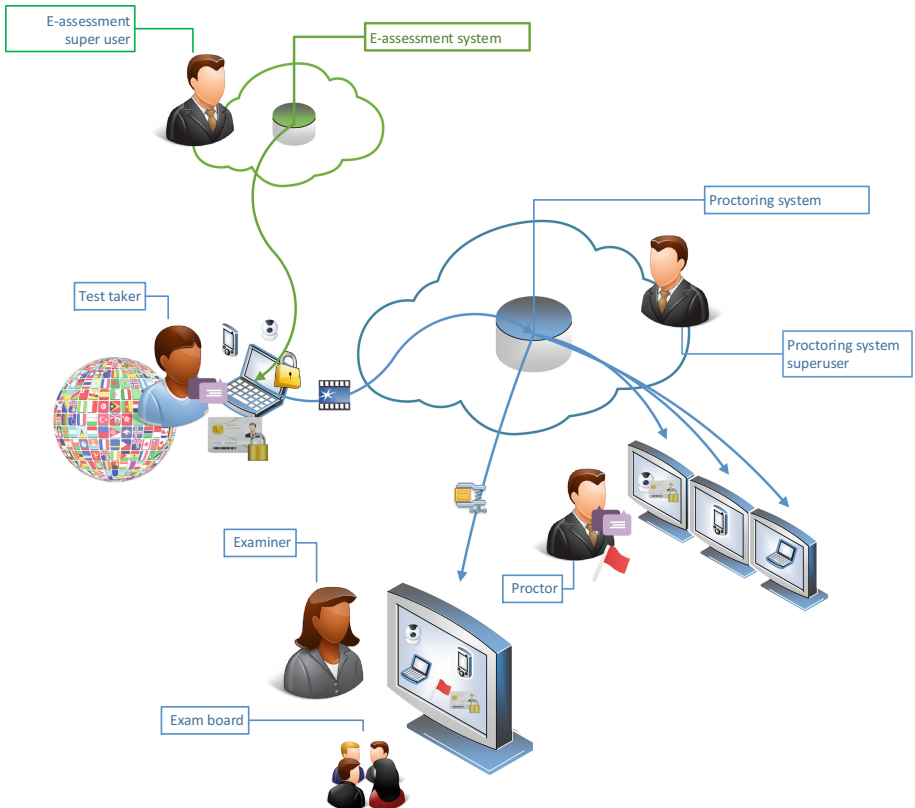 E-assessment
super user
E-assessment system
Proctoring system
Test taker
Proctoring system
superuser
Examiner
Proctor
Exam board